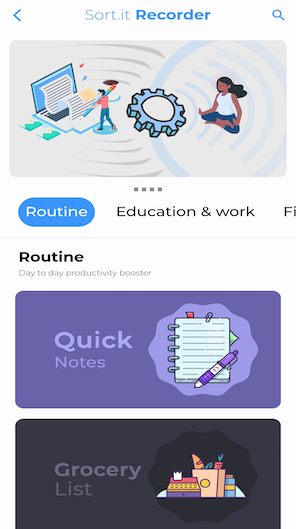 Sort.it Recorder
Routine
Education & work
Fi
Routine
Day to day productivity booster
Quick
Notes
Grocery
List